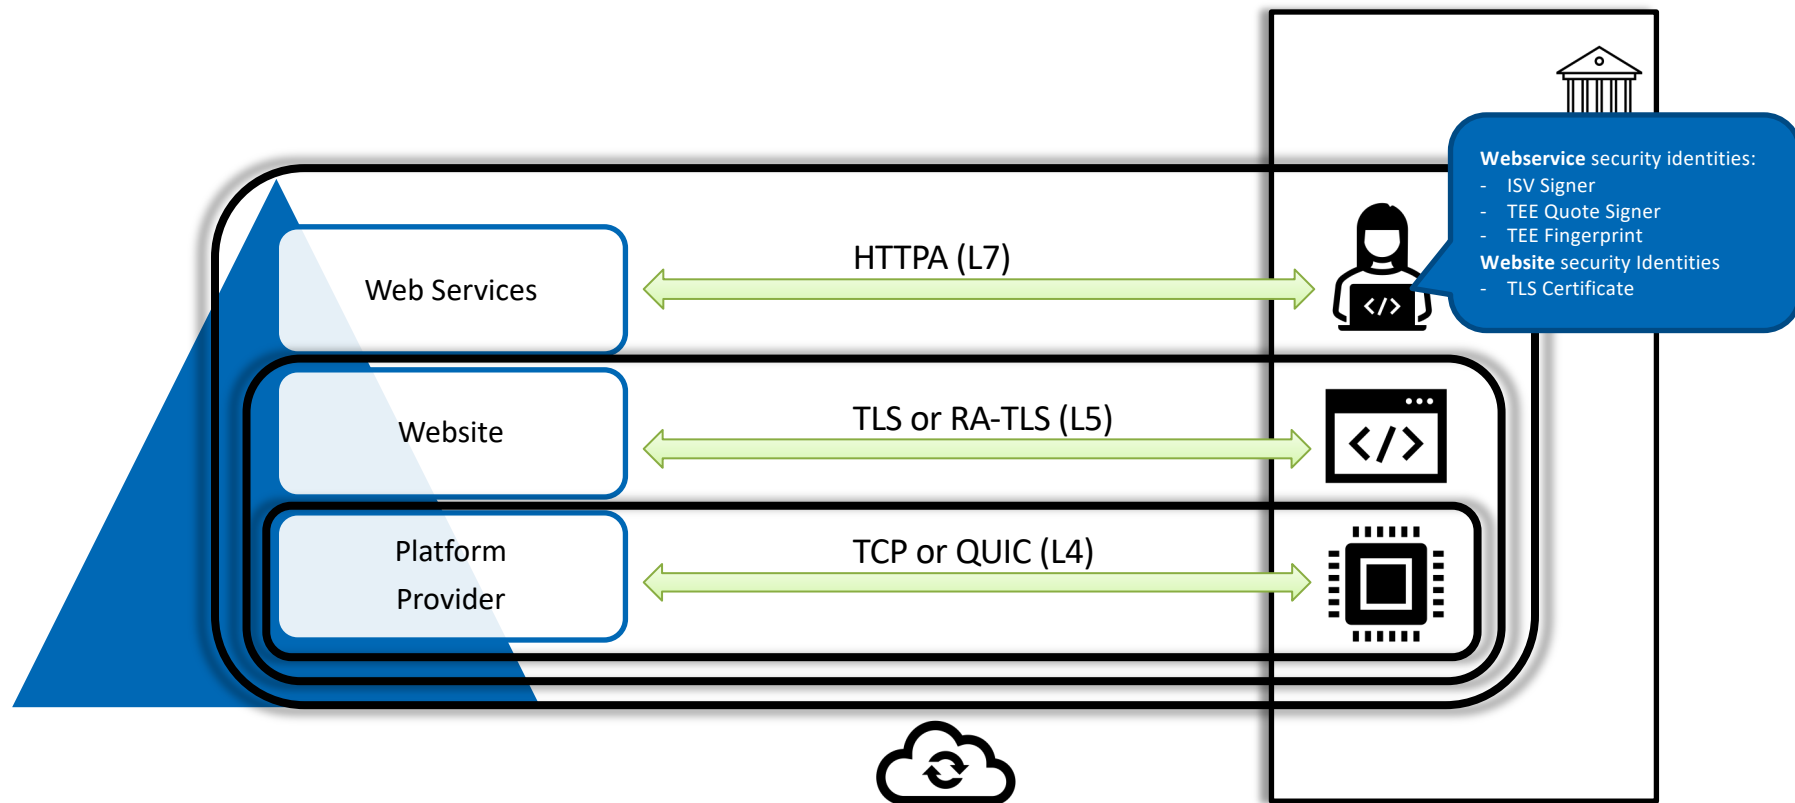 Webservice security identities:
- ISV Signer
- TEE Quote Signer
- TEE Fingerprint
Website security Identities
- TLS Certificate
Web Services
HTTPA (L7)
</>
Website
TLS or RA-TLS (L5)
</>
Platform
Provider
TCP or QUIC (L4)